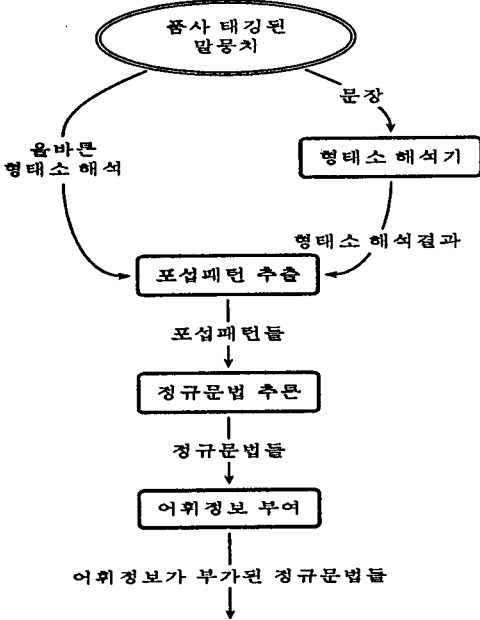 품사 태깅된
말뭉치
문장
올바른
형태소 해석
형태소 해석기
형태소 해석결과
포섭패턴 추출
포섭패턴들
정규문법 추론
정규문법들
어휘정보 부여
어휘정보가 부가된 정규문법들